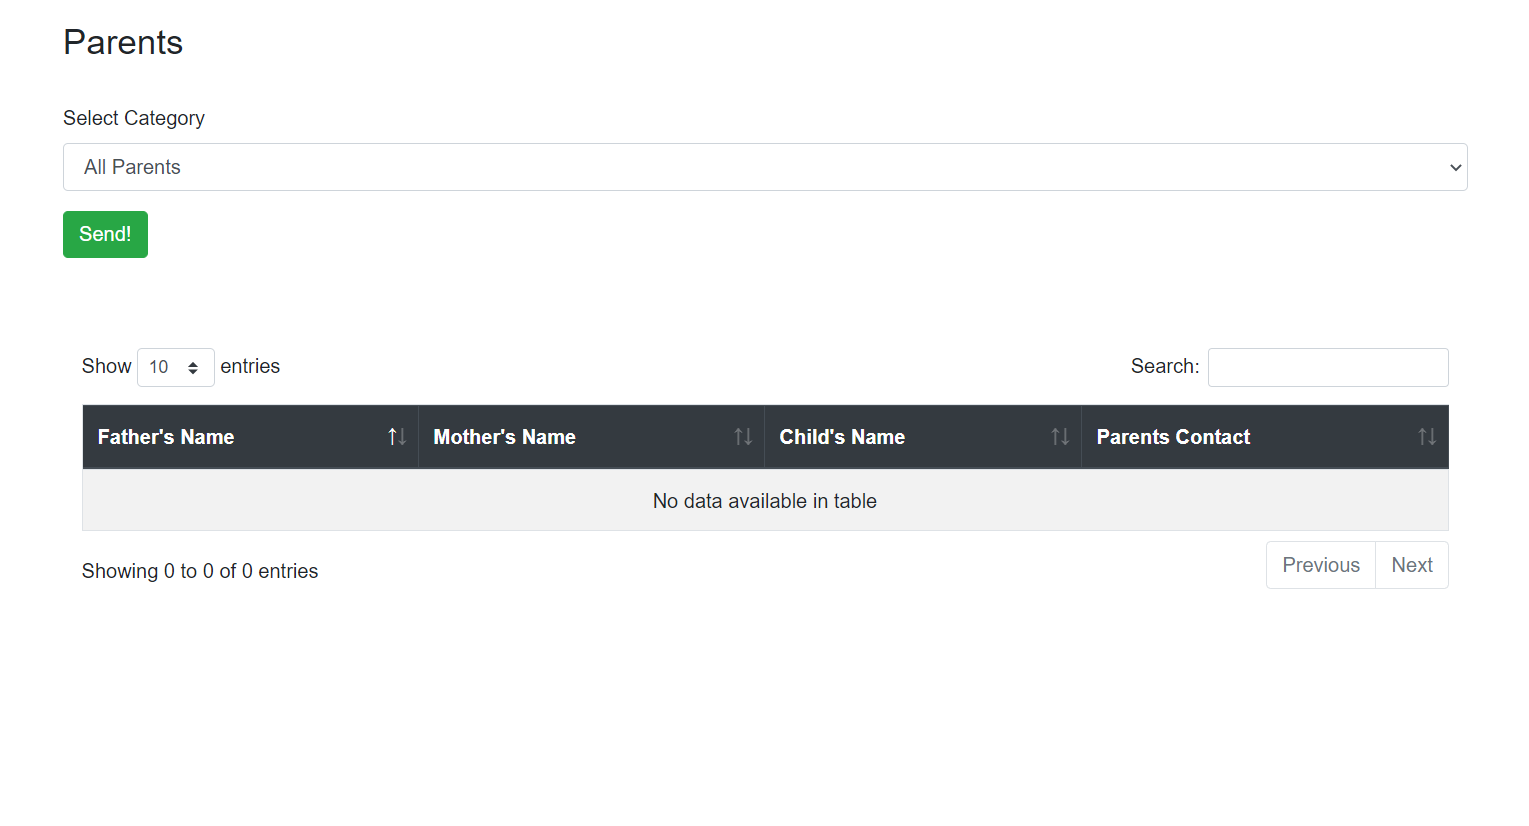 Parents
Select Category
All Parents
Send!
Show 10 entries
Search:
Father's Name Mother's Name Child's Name Parents Contact
No data available in table
Showing 0 to 0 of 0 entries
Previous Next